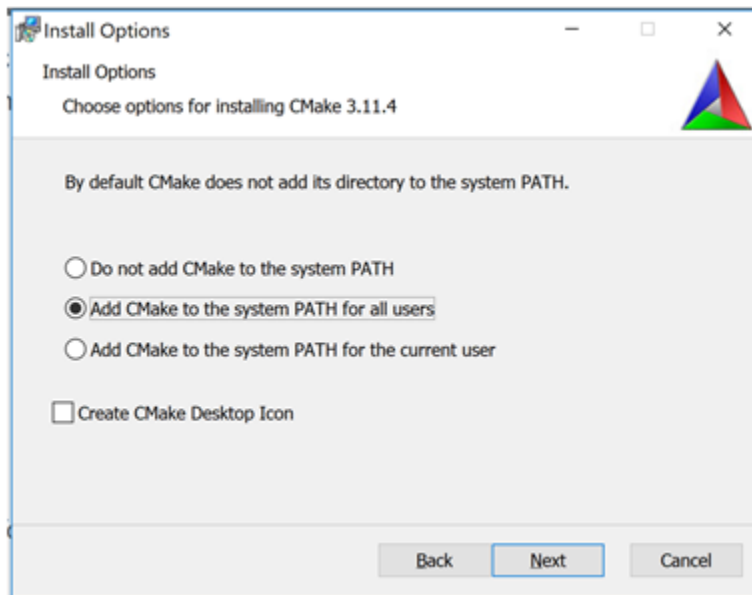 Install Options
Install Options
Choose options for installing CMake 3.11.4
By default CMake does not add its directory to the system PATH.
Do not add CMake to the system PATH
Add CMake to the system PATH for all users
Add CMake to the system PATH for the current user
Create CMake Desktop Icon
Back Next Cancel